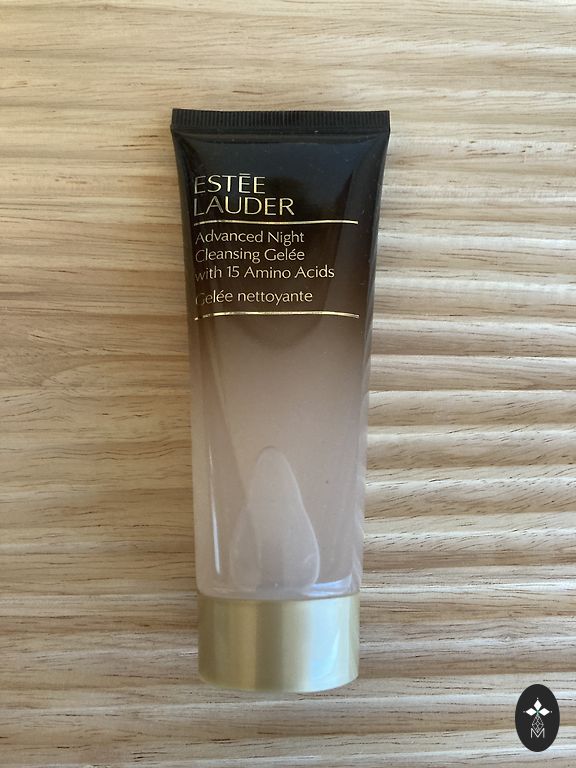 ESTĒE
LAUDER
Advanced Night
Cleansing Gelée
with 15 Amino Acids
Gelée nettoyante
M